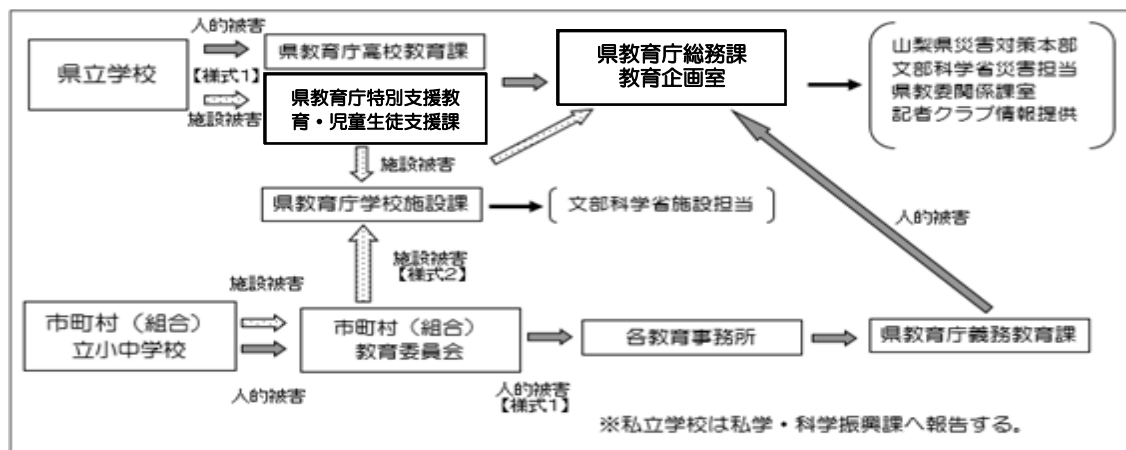 人的被害
県立学校
【様式1】
施設被害
県教育庁高校教育課
県教育庁特別支援教
育・児童生徒支援課
県教育庁総務課
教育企画室
山梨県災害対策本部
文部科学省災害担当
県教委関係課室
記者クラブ情報提供
施設被害
県教育庁学校施設課
文部科学省施設担当
人的被害
施設被害
【様式2】
施設被害
市町村（組合）
立小中学校
人的被害
市町村（組合）
教育委員会
人的被害
【様式1】
各教育事務所
県教育庁義務教育課
※私立学校は私学・科学振興課へ報告する。